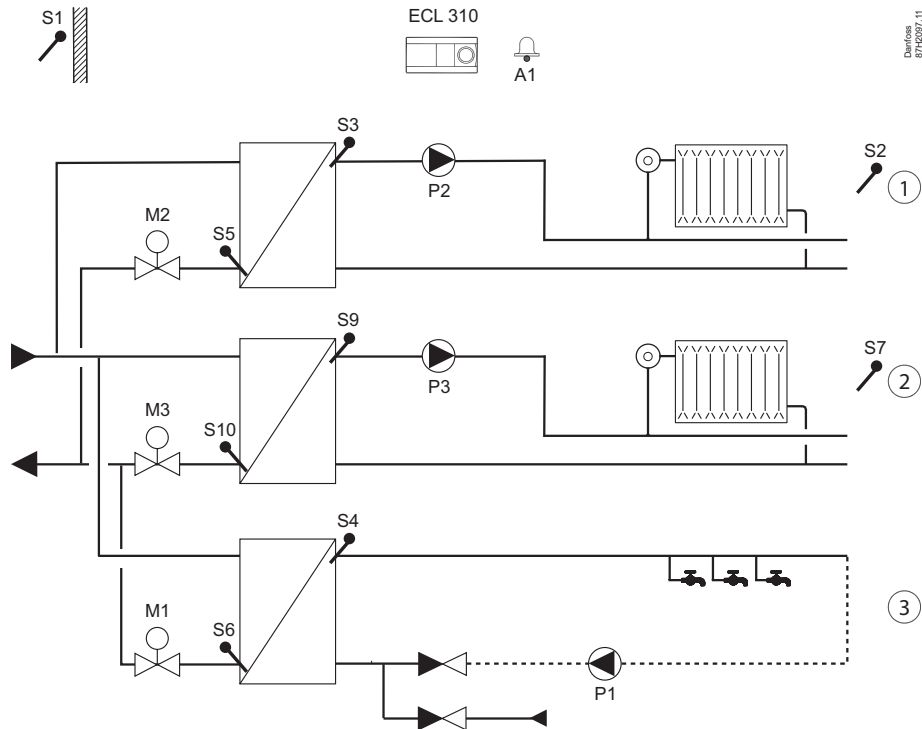 S1
ECL 310
A1
Danfoss
87H2097.11
S3
P2
S2
1
M2
S5
S9
P3
S7
2
M3
S10
S4
M1
S6
3
P1